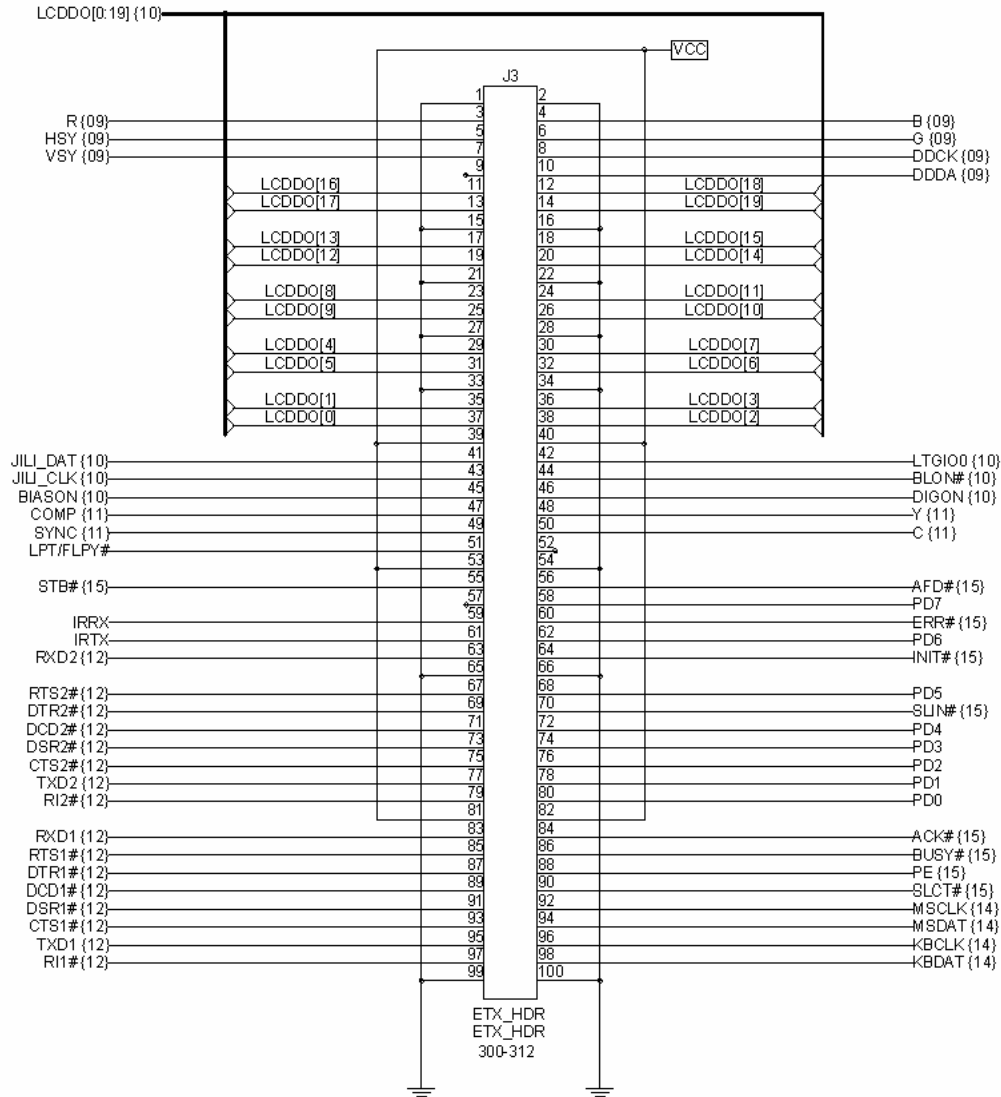 LCDDO[0:19] {10}
VCC
J3
1 2
R {09} 3 4 B {09}
HSY {09} 5 6 G {09}
VSY {09} 7 8 DDCK {09}
9 10 DDDA {09}
LCDDO[16] 11 12 LCDDO[18]
LCDDO[17] 13 14 LCDDO[19]
15 16
LCDDO[13] 17 18 LCDDO[15]
LCDDO[12] 19 20 LCDDO[14]
21 22
LCDDO[8] 23 24 LCDDO[11]
LCDDO[9] 25 26 LCDDO[10]
27 28
LCDDO[4] 29 30 LCDDO[7]
LCDDO[5] 31 32 LCDDO[6]
33 34
LCDDO[1] 35 36 LCDDO[3]
LCDDO[0] 37 38 LCDDO[2]
39 40
JILI_DAT {10} 41 42 LTGIO0 {10}
JILI_CLK {10} 43 44 BLON# {10}
BIASON {10} 45 46 DIGON {10}
COMP {11} 47 48 Y {11}
SYNC {11} 49 50 C {11}
LPT/FLPY# 51 52
53 54
STB# {15} 55 56 AFD# {15}
57 58 PD7
IRRX 59 60 ERR# {15}
IRTX 61 62 PD6
RXD2 {12} 63 64 INIT# {15}
65 66
RTS2# {12} 67 68 PD5
DTR2# {12} 69 70 SLIN# {15}
DCD2# {12} 71 72 PD4
DSR2# {12} 73 74 PD3
CTS2# {12} 75 76 PD2
TXD2 {12} 77 78 PD1
RI2# {12} 79 80 PD0
81 82
RXD1 {12} 83 84 ACK# {15}
RTS1# {12} 85 86 BUSY# {15}
DTR1# {12} 87 88 PE {15}
DCD1# {12} 89 90 SLCT# {15}
DSR1# {12} 91 92 MSCLK {14}
CTS1# {12} 93 94 MSDAT {14}
TXD1 {12} 95 96 KBCLK {14}
RI1# {12} 97 98 KBDAT {14}
99 100
ETX_HDR
ETX_HDR
300-312